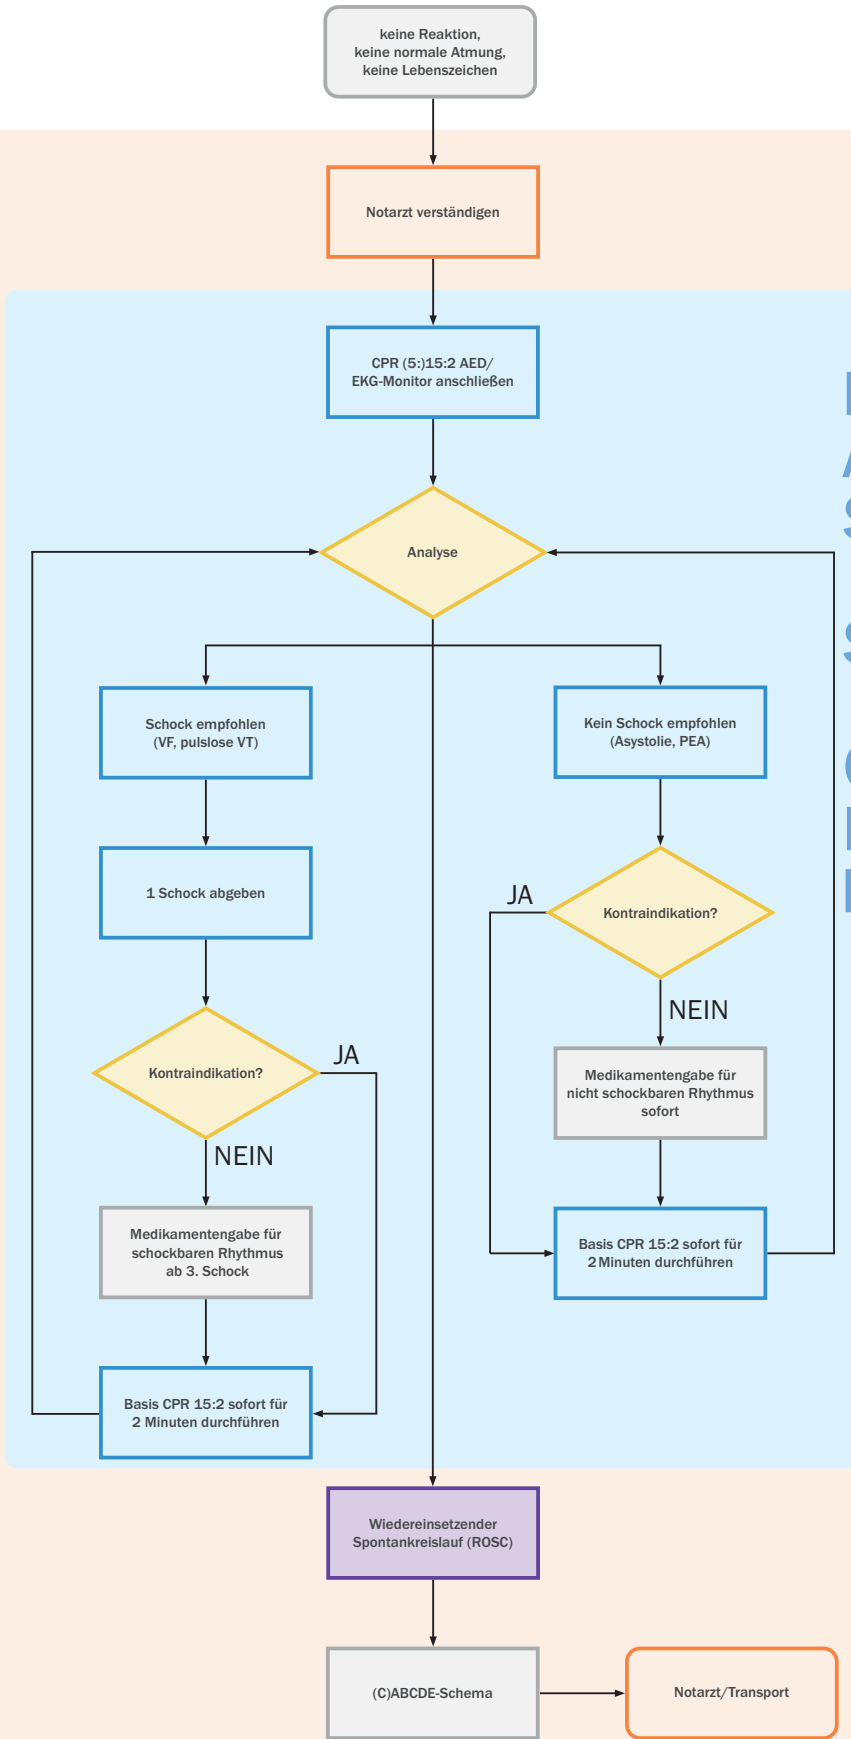 keine Reaktion,
keine normale Atmung,
keine Lebenszeichen
Notarzt verständigen
CPR (5:)15:2 AED/
EKG-Monitor anschließen
Analyse
Schock empfohlen
(VF, pulslose VT)
Kein Schock empfohlen
(Asystolie, PEA)
1 Schock abgeben
JA
Kontraindikation?
NEIN
Kontraindikation?
JA
NEIN
Medikamentengabe für
nicht schockbaren Rhythmus
sofort
Medikamentengabe für
schockbaren Rhythmus
ab 3. Schock
Basis CPR 15:2 sofort für
2 Minuten durchführen
Basis CPR 15:2 sofort für
2 Minuten durchführen
Wiedereinsetzender
Spontankreislauf (ROSC)
(C)ABCDE-Schema
Notarzt/Transport